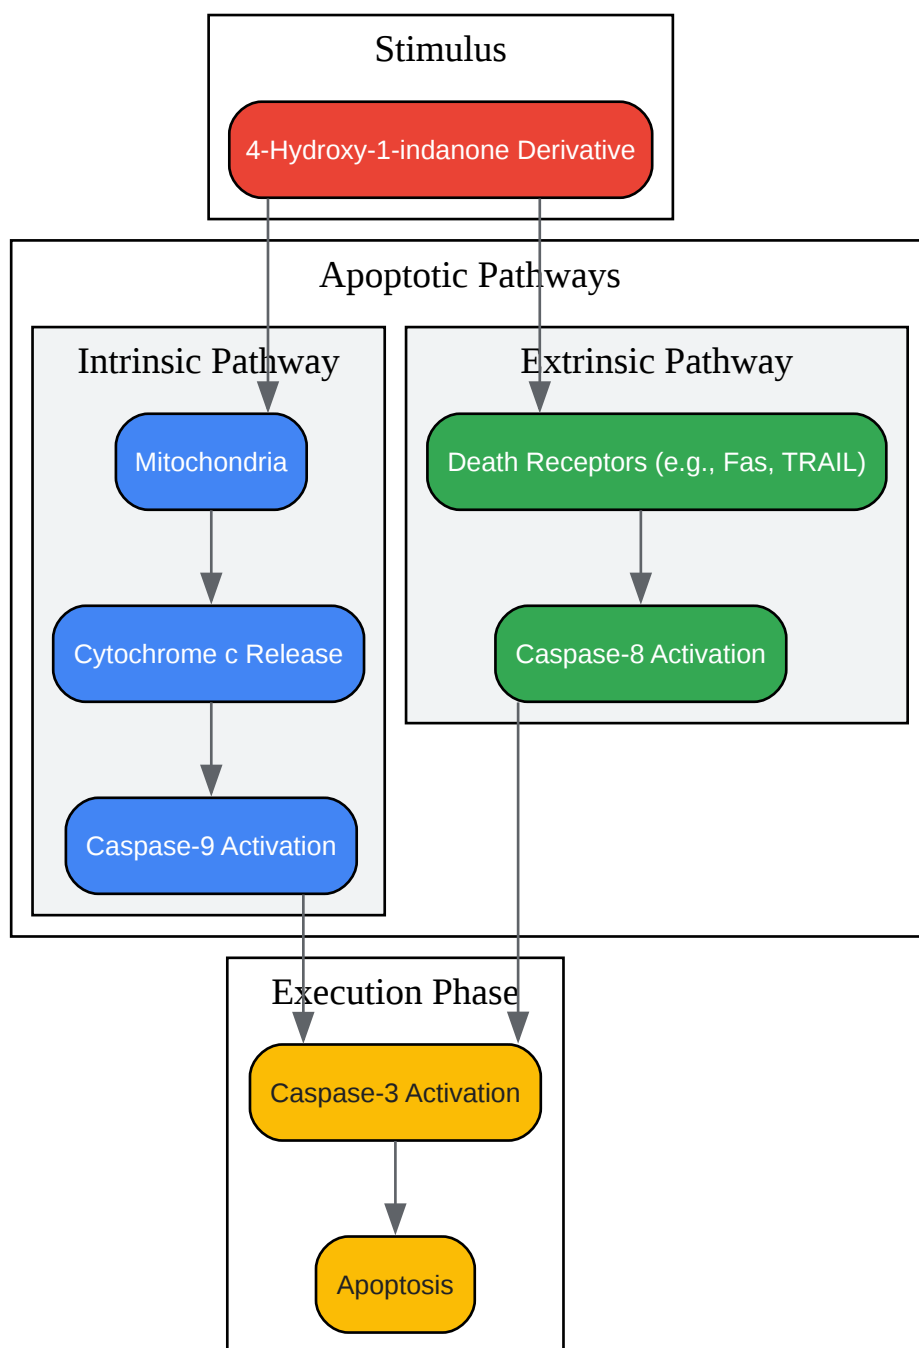 Stimulus
4-Hydroxy-1-indanone Derivative
Apoptotic Pathways
Intrinsic Pathway
Mitochondria
Cytochrome c Release
Caspase-9 Activation
Extrinsic Pathway
Death Receptors (e.g., Fas, TRAIL)
Caspase-8 Activation
Execution Phase
Caspase-3 Activation
Apoptosis